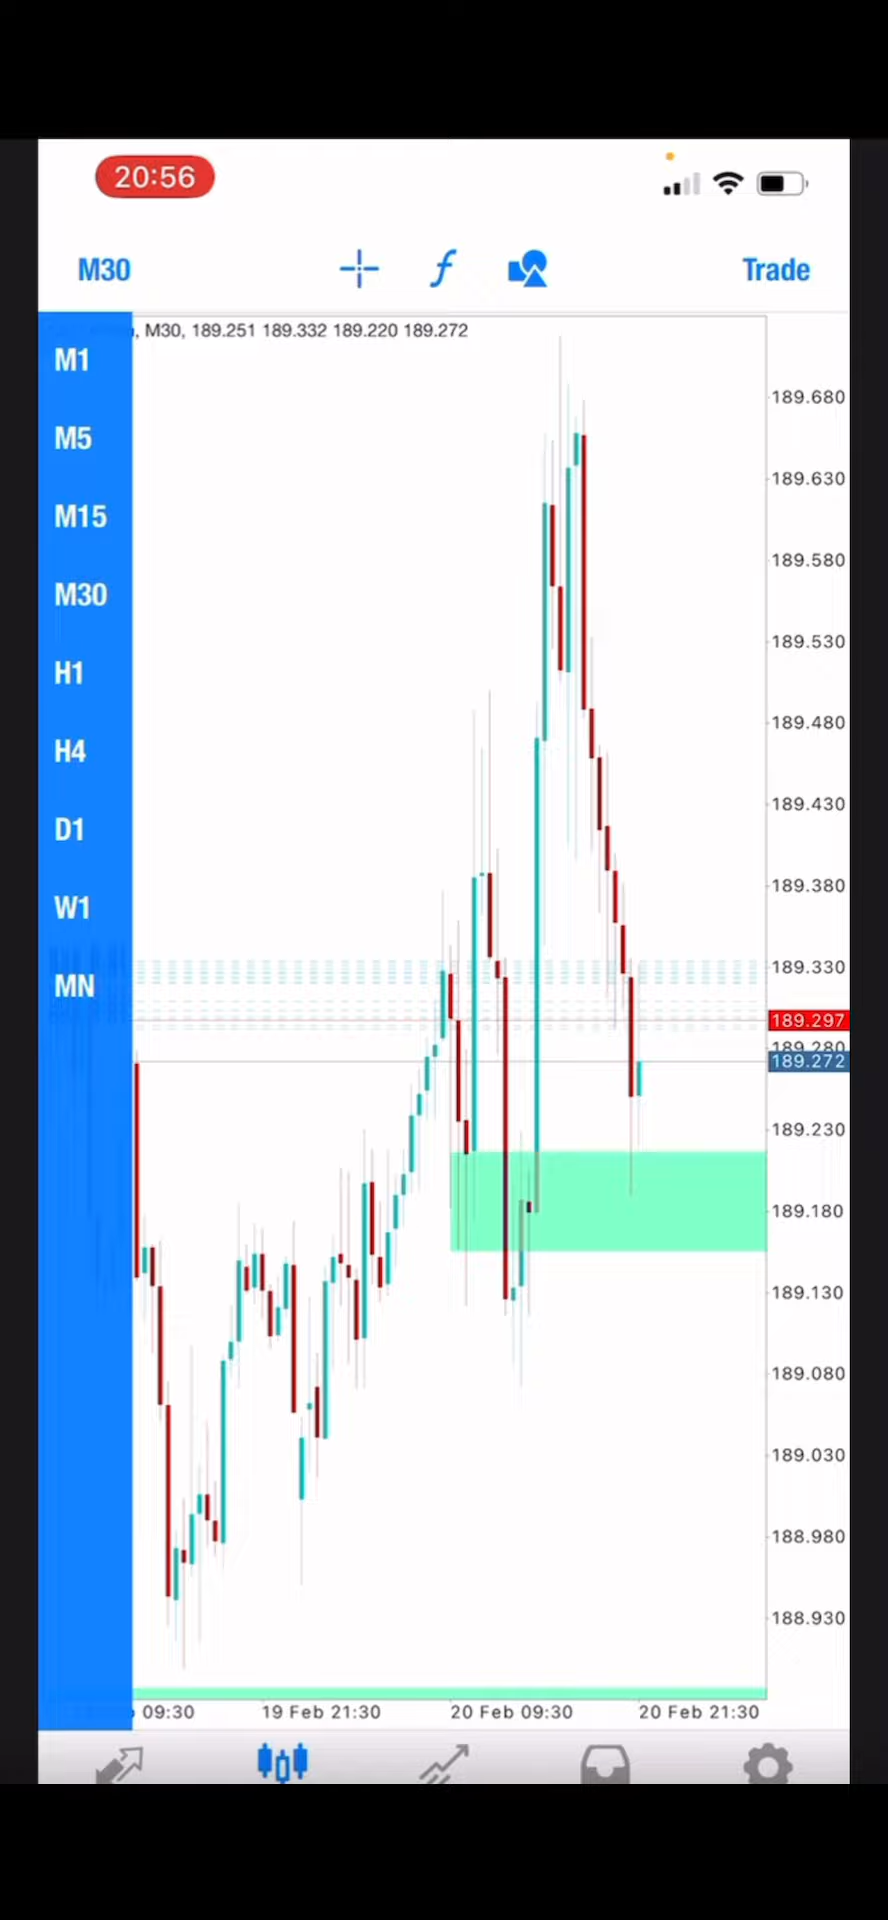 20:56
M30
f
Trade
, M30, 189.251 189.332 189.220 189.272
M1
M5
M15
M30
H1
H4
D1
W1
MN
189.680
189.630
189.580
189.530
189.480
189.430
189.380
189.330
189.297
189.280
189.272
189.230
189.180
189.130
189.080
189.030
188.980
188.930
09:30
19 Feb 21:30
20 Feb 09:30
20 Feb 21:30